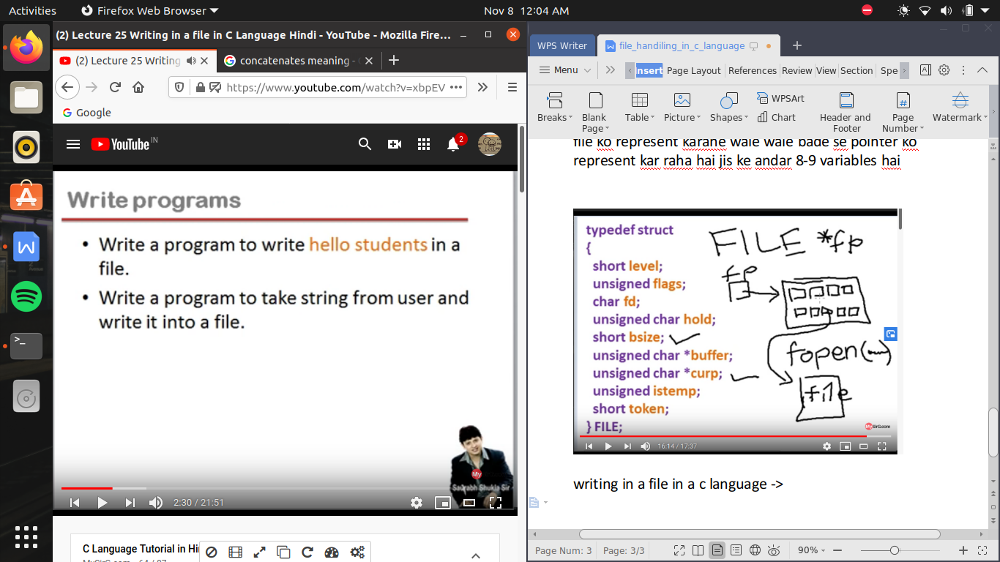 Activities
Firefox Web Browser
Nov 8 12:04 AM
(2) Lecture 25 Writing in a file in C Language Hindi - YouTube - Mozilla Fire...
(2) Lecture 25 Writing
concatenates meaning -
https://www.youtube.com/watch?v=xbpEV
Google
YouTube IN
2
Write programs
• Write a program to write hello students in a
file.
• Write a program to take string from user and
write it into a file.
My
Saurabh Shukla Sir
2:30 / 21:51
C Language Tutorial in Hi
WPS Writer
file_handiling_in_c_language
Menu
Insert
Page Layout
References
Review
View
Section
Spe
Breaks
Blank
Page
Table
Picture
Shapes
WPSArt
Chart
Header and
Footer
Page
Number
Watermark
file ko represent karane wale wale bade se pointer ko
represent kar raha hai jis ke andar 8-9 variables hai
typedef struct
{
short level;
unsigned flags;
char fd;
unsigned char hold;
short bsize;
unsigned char *buffer;
unsigned char *curp;
unsigned istemp;
short token;
} FILE;
FILE *fp
fp
fopen(
file
MySirG.com
16:14 / 17:37
writing in a file in a c language ->
Page Num: 3
Page: 3/3
90%